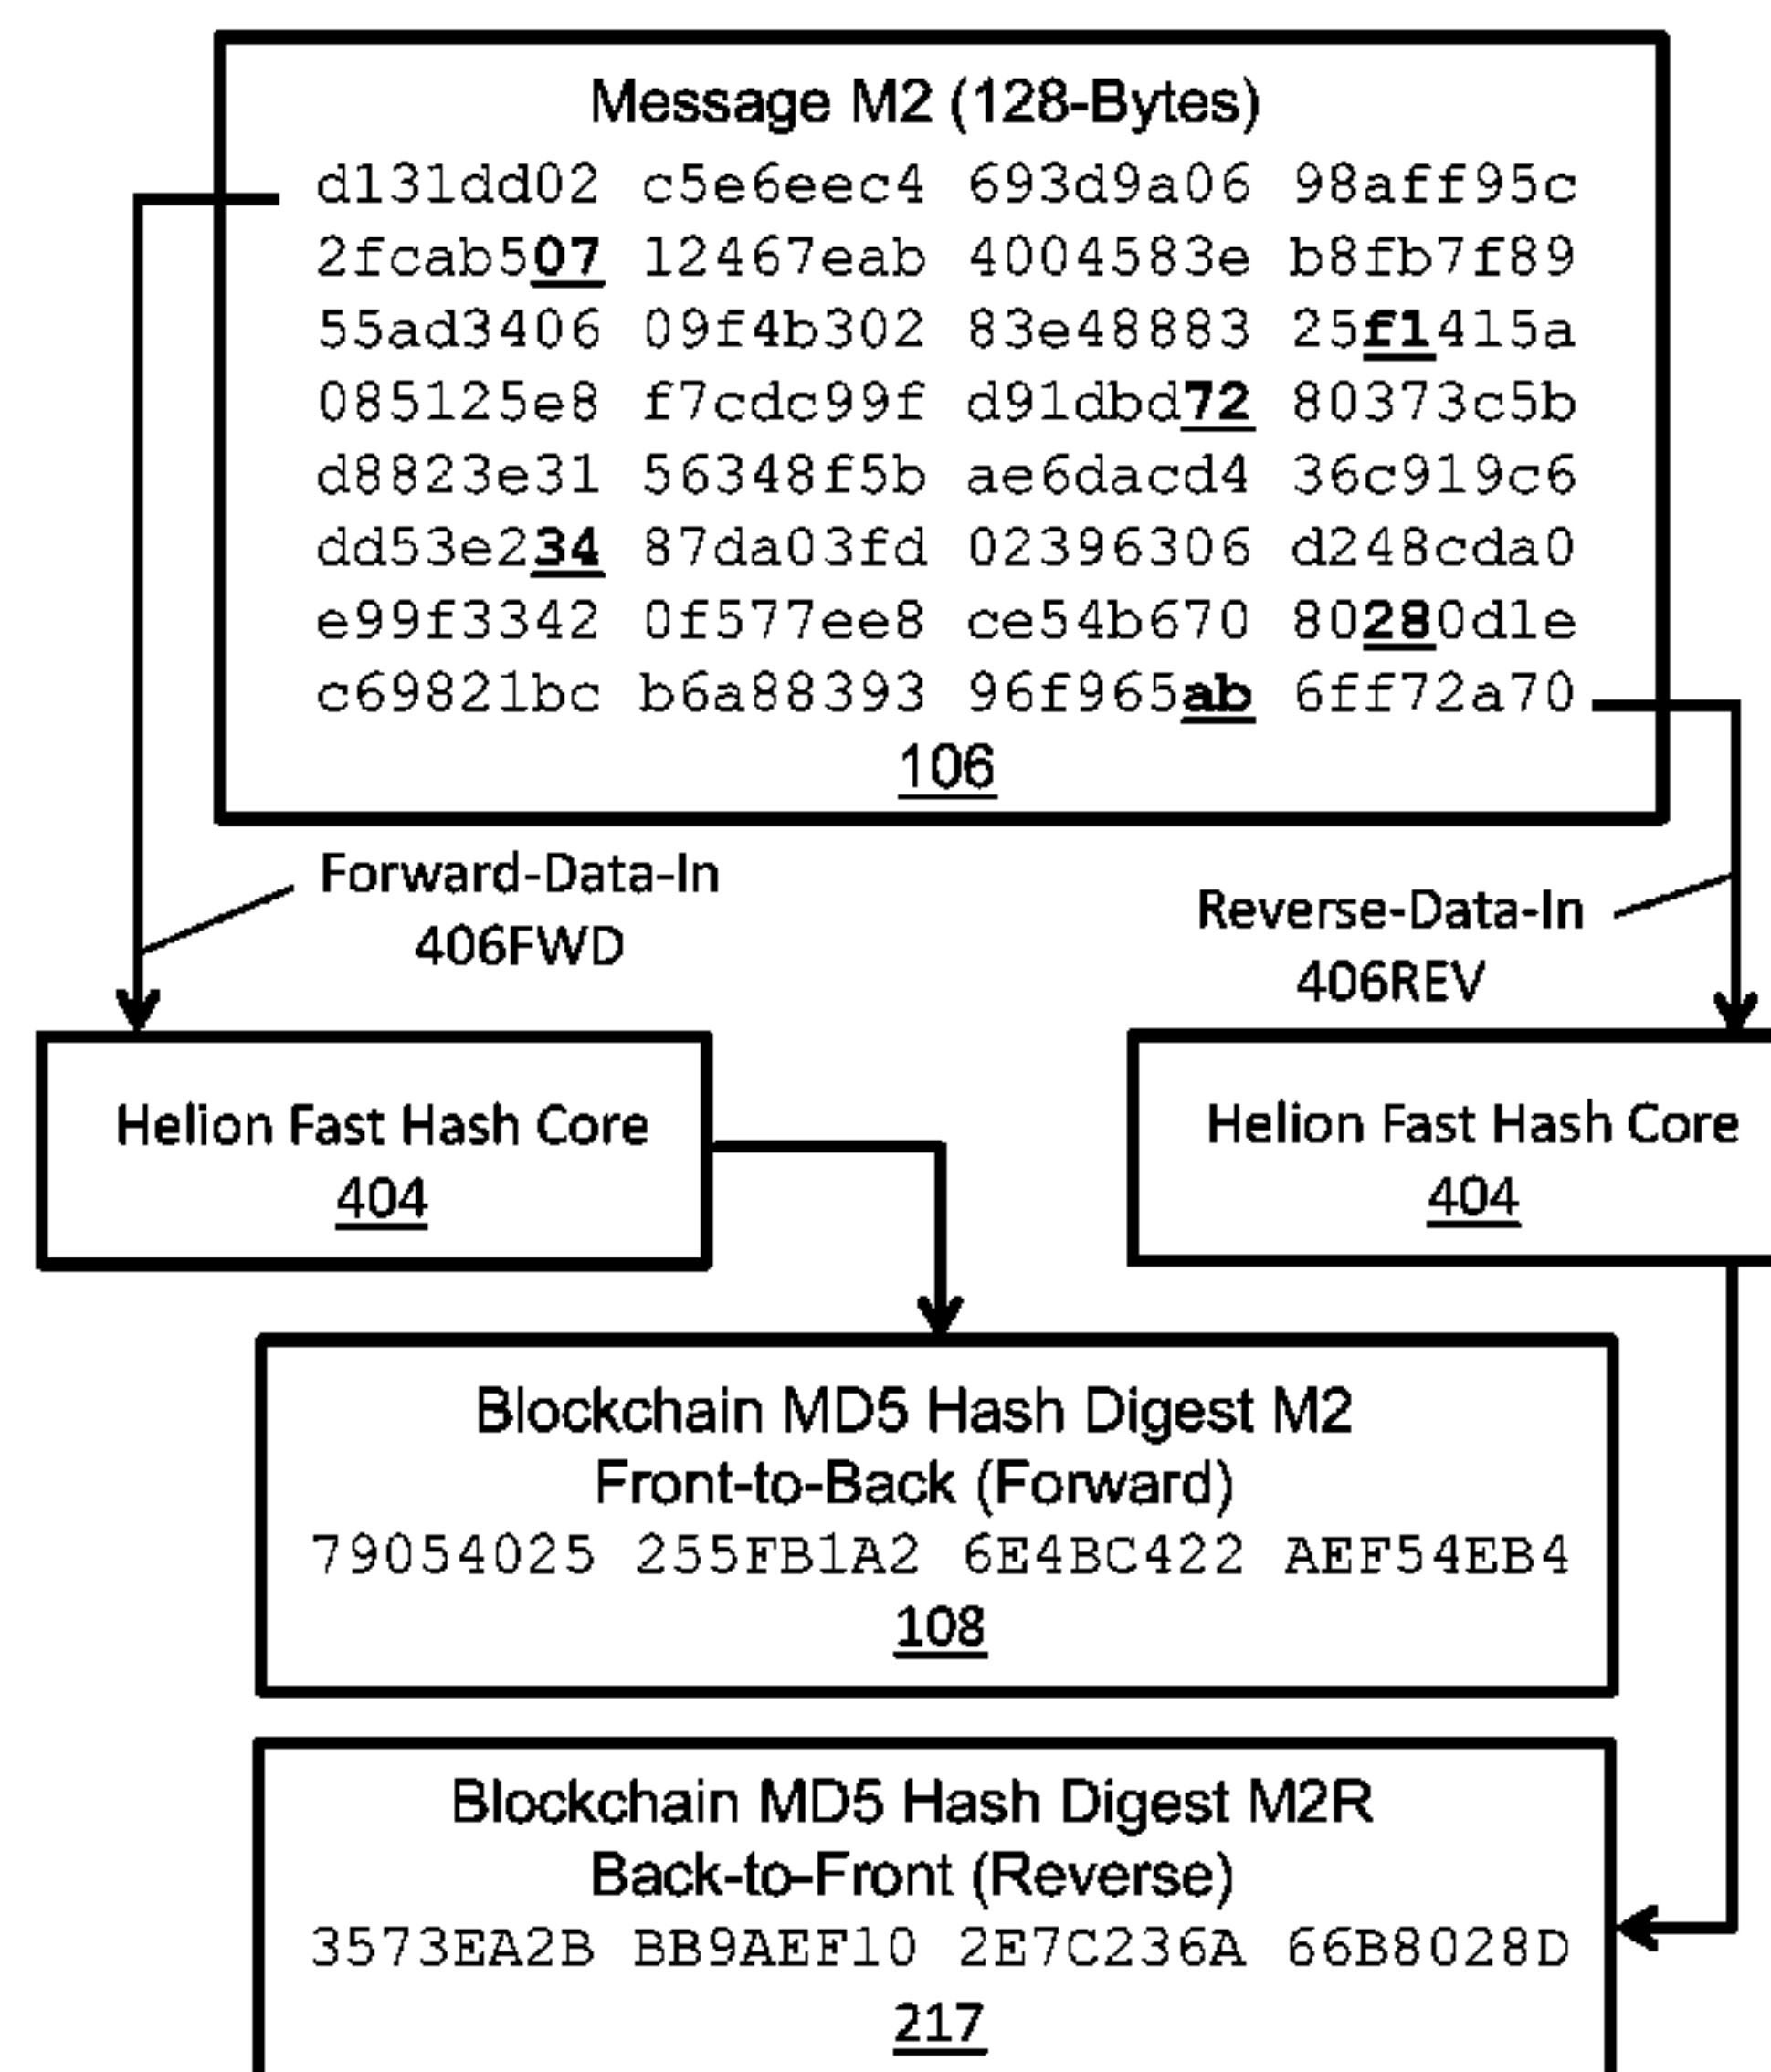 Message M2 (128-Bytes)
d131dd02 c5e6eec4 693d9a06 98aff95c
2fcab507 12467eab 4004583e b8fb7f89
55ad3406 09f4b302 83e48883 25f1415a
085125e8 f7cdc99f d91dbd72 80373c5b
d8823e31 56348f5b ae6dacd4 36c919c6
dd53e234 87da03fd 02396306 d248cda0
e99f3342 0f577ee8 ce54b670 80280d1e
c69821bc b6a88393 96f965ab 6ff72a70
106
Forward-Data-In
406FWD
Reverse-Data-In
406REV
Helion Fast Hash Core
404
Helion Fast Hash Core
404
Blockchain MD5 Hash Digest M2
Front-to-Back (Forward)
79054025 255FB1A2 6E4BC422 AEF54EB4
108
Blockchain MD5 Hash Digest M2R
Back-to-Front (Reverse)
3573EA2B BB9AEF10 2E7C236A 66B8028D
217